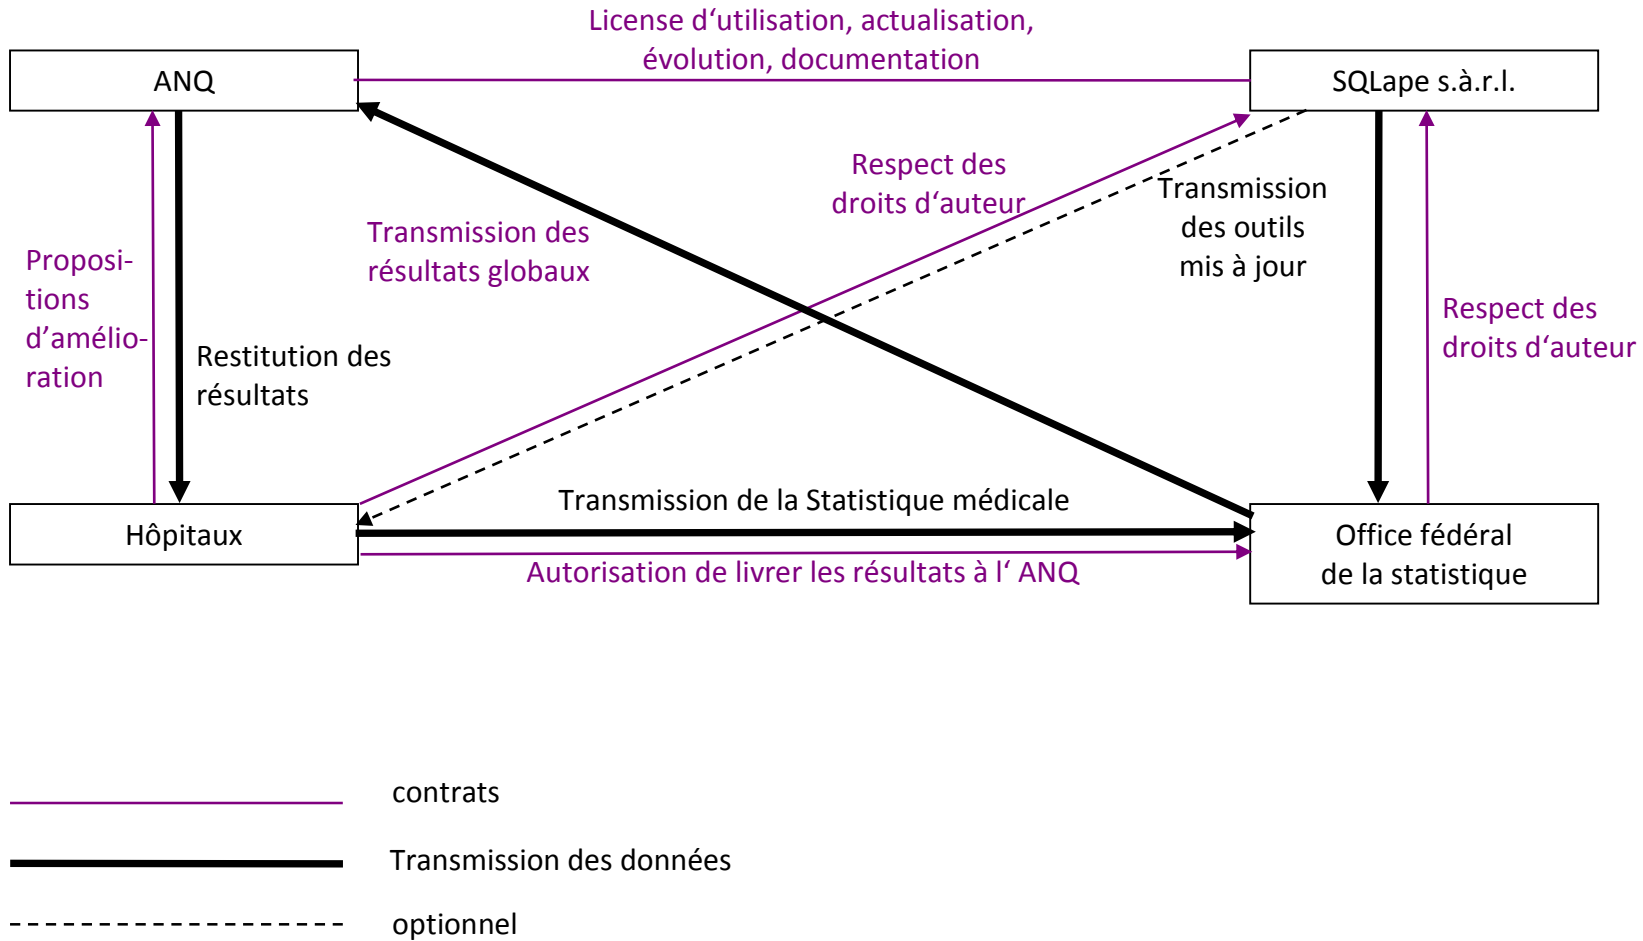 License d‘utilisation, actualisation,
évolution, documentation
ANQ
SQLape s.à.r.l.
Respect des
droits d‘auteur
Transmission
des outils
mis à jour
Transmission des
résultats globaux
Proposi-
tions
d’amélio-
ration
Respect des
droits d‘auteur
Restitution des
résultats
Transmission de la Statistique médicale
Hôpitaux
Office fédéral
de la statistique
Autorisation de livrer les résultats à l‘ ANQ
contrats
Transmission des données
optionnel